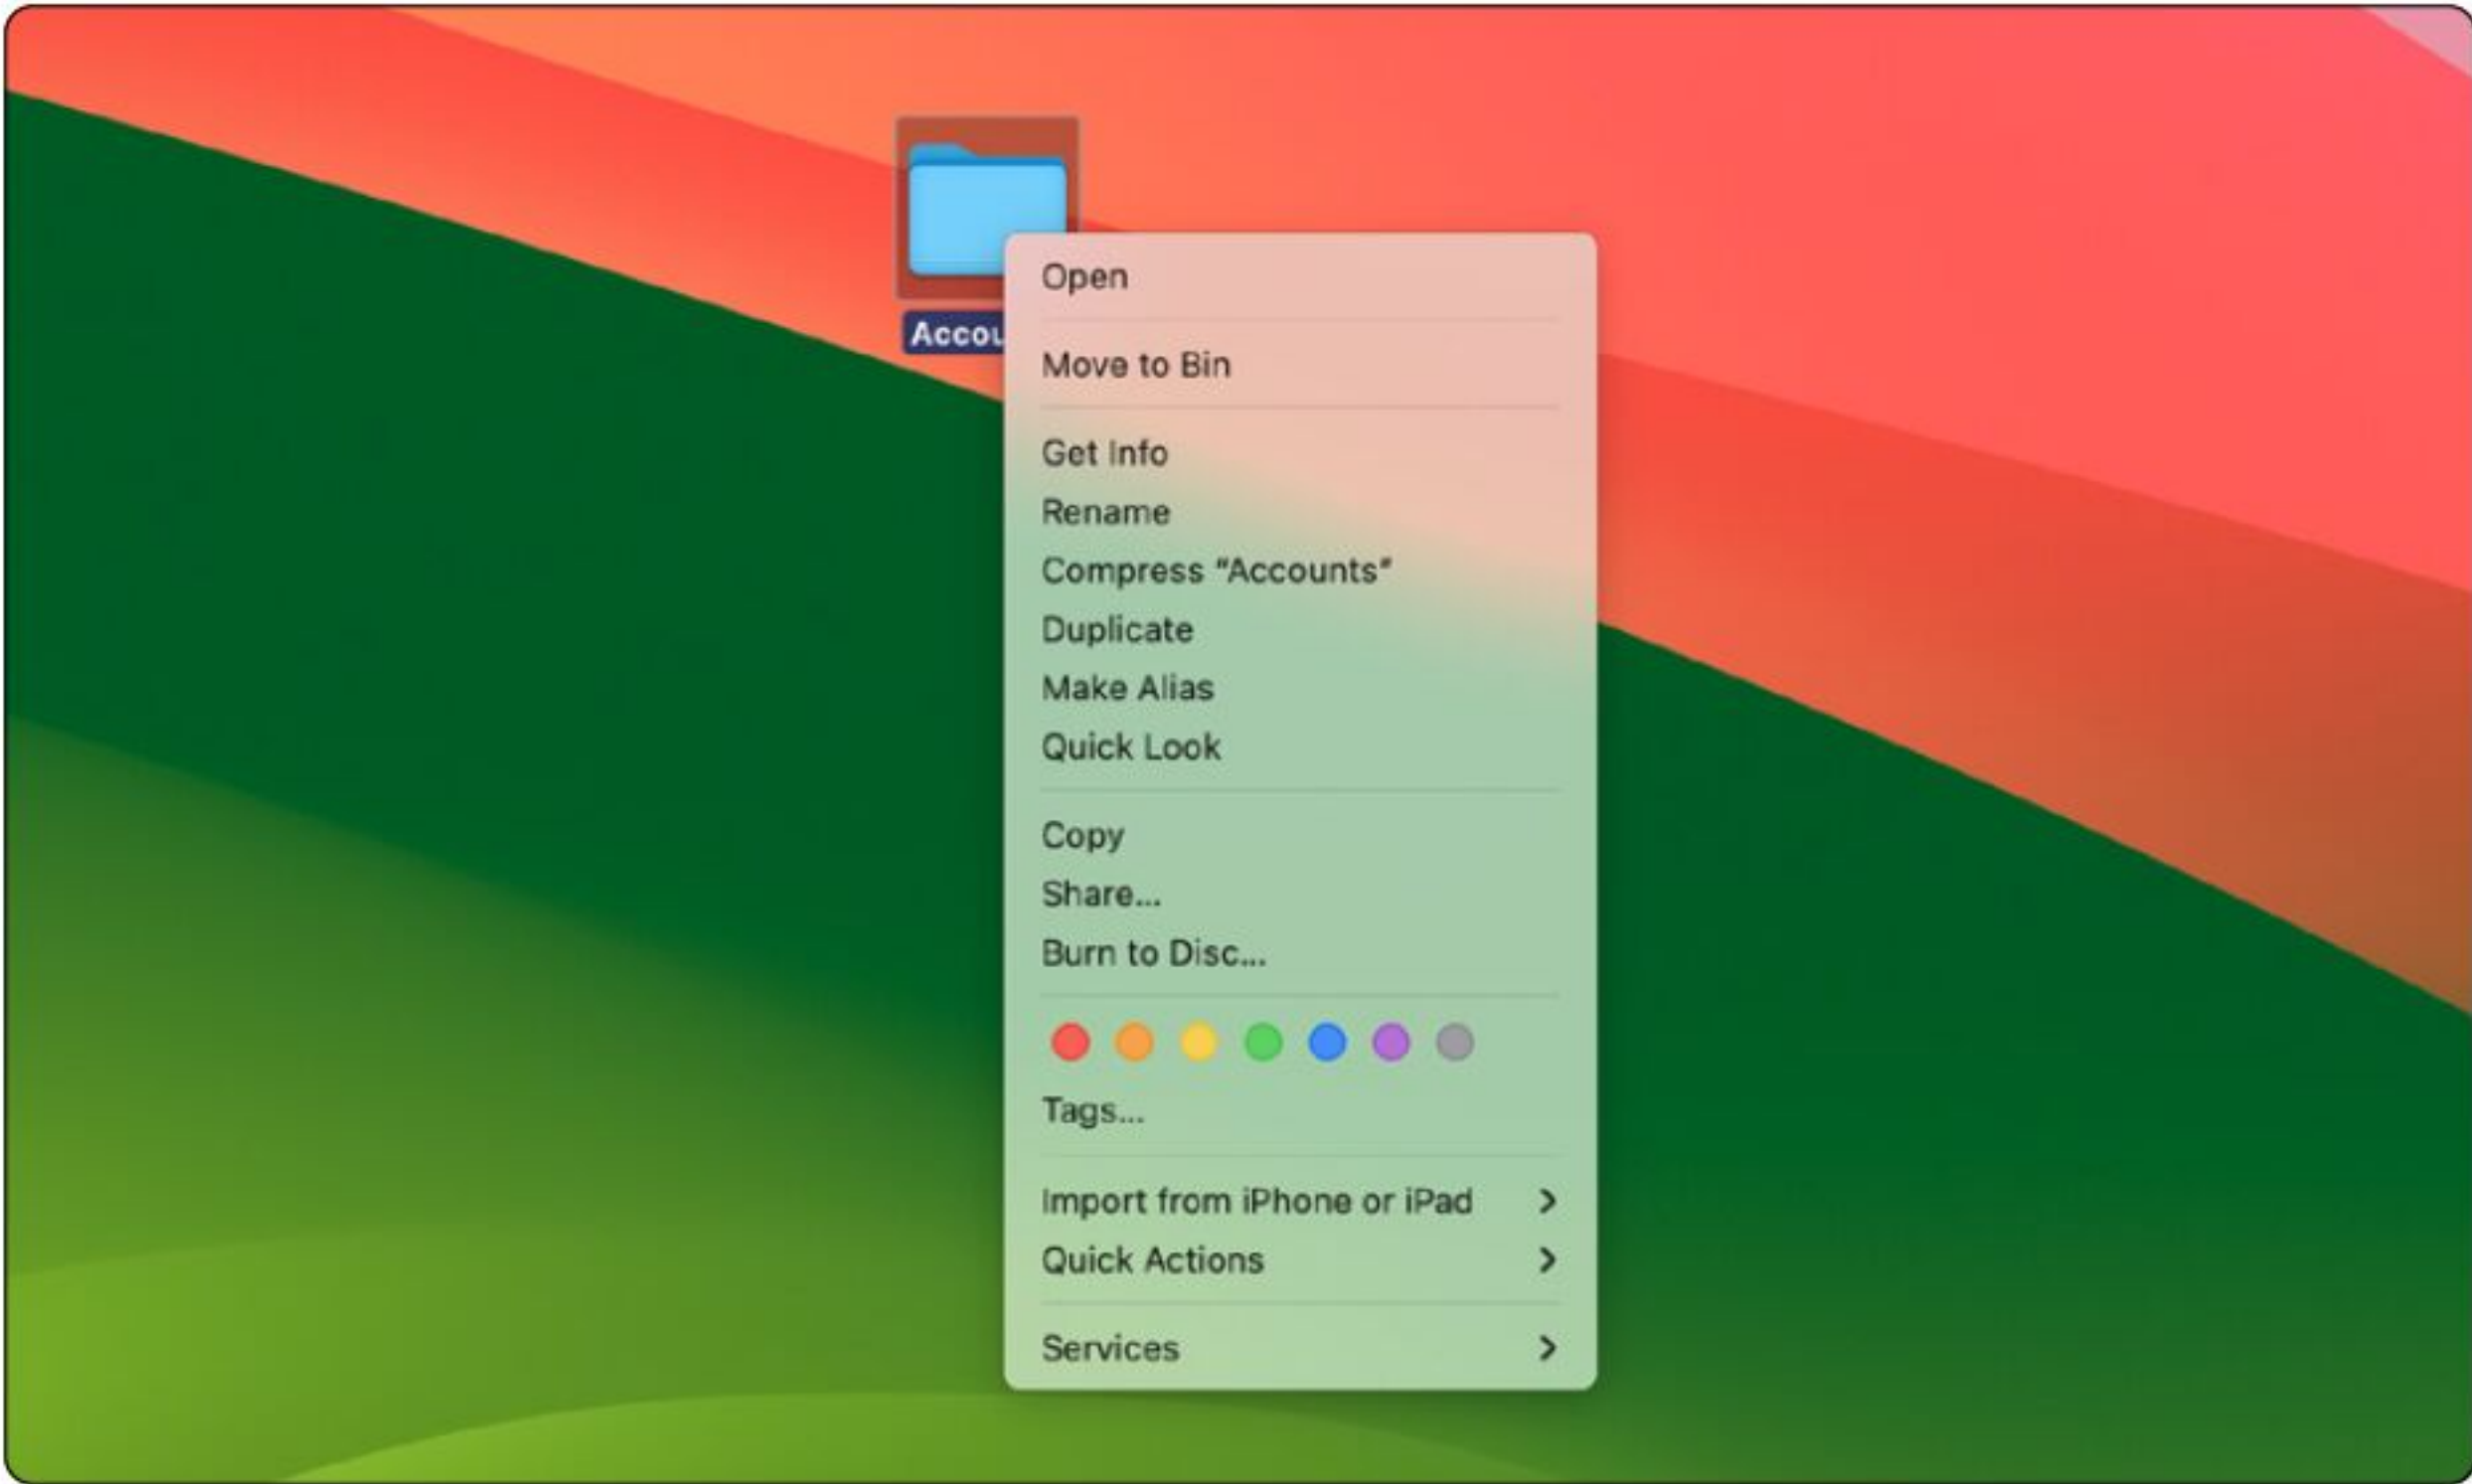 Accou
Open
Move to Bin
Get Info
Rename
Compress “Accounts”
Duplicate
Make Alias
Quick Look
Copy
Share...
Burn to Disc...
Tags...
Import from iPhone or iPad
Quick Actions
Services